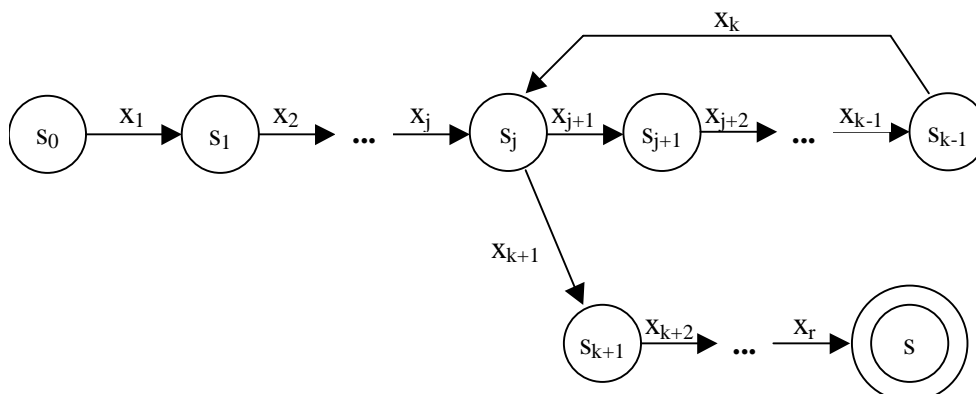 x_k
x_1 x_2 ... x_j x_{j+1} x_{j+2} ... x_{k-1}
s_0 s_1 s_j s_{j+1} s_{k-1}
x_{k+1}
x_{k+2} ... x_r
s_{k+1} s